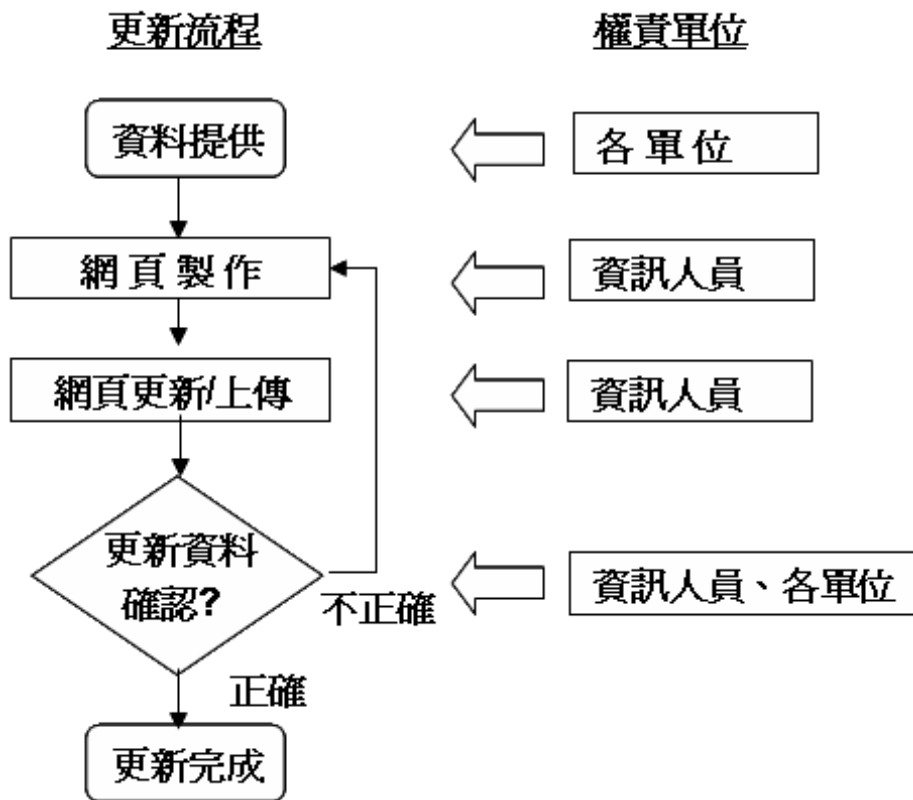 更新流程
權責單位
資料提供
各單位
網頁製作
資訊人員
網頁更新/上傳
資訊人員
更新資料
確認?
不正確
資訊人員、各單位
正確
更新完成